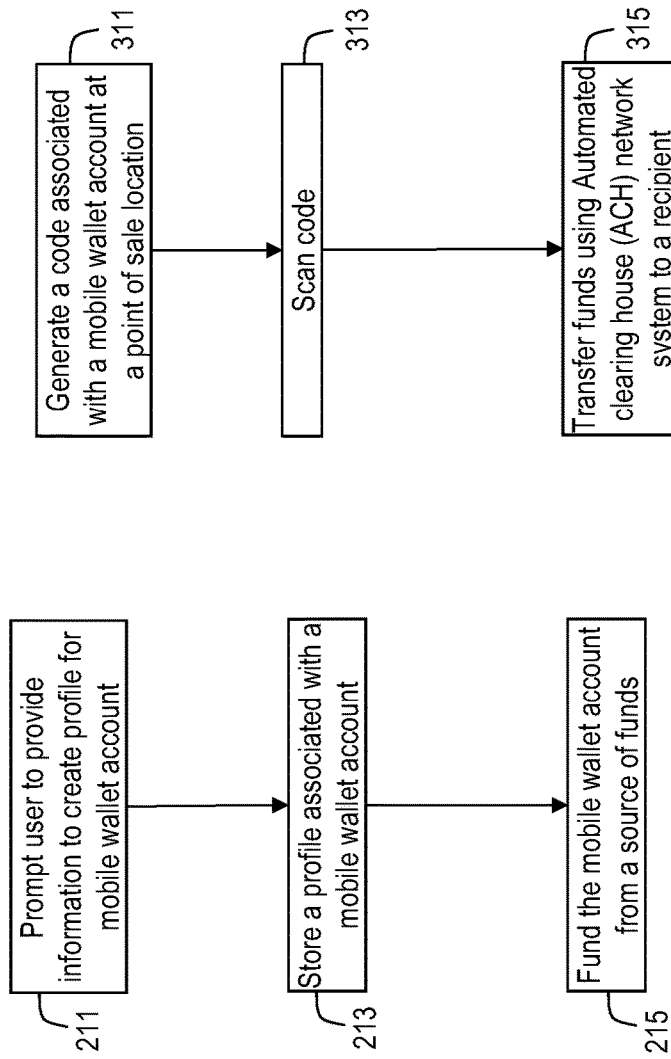 211
Prompt user to provide
information to create profile for
mobile wallet account
213
Store a profile associated with a
mobile wallet account
215
Fund the mobile wallet account
from a source of funds
Generate a code associated
with a mobile wallet account at
a point of sale location
311
Scan code
313
Transfer funds using Automated
clearing house (ACH) network
system to a recipient
315